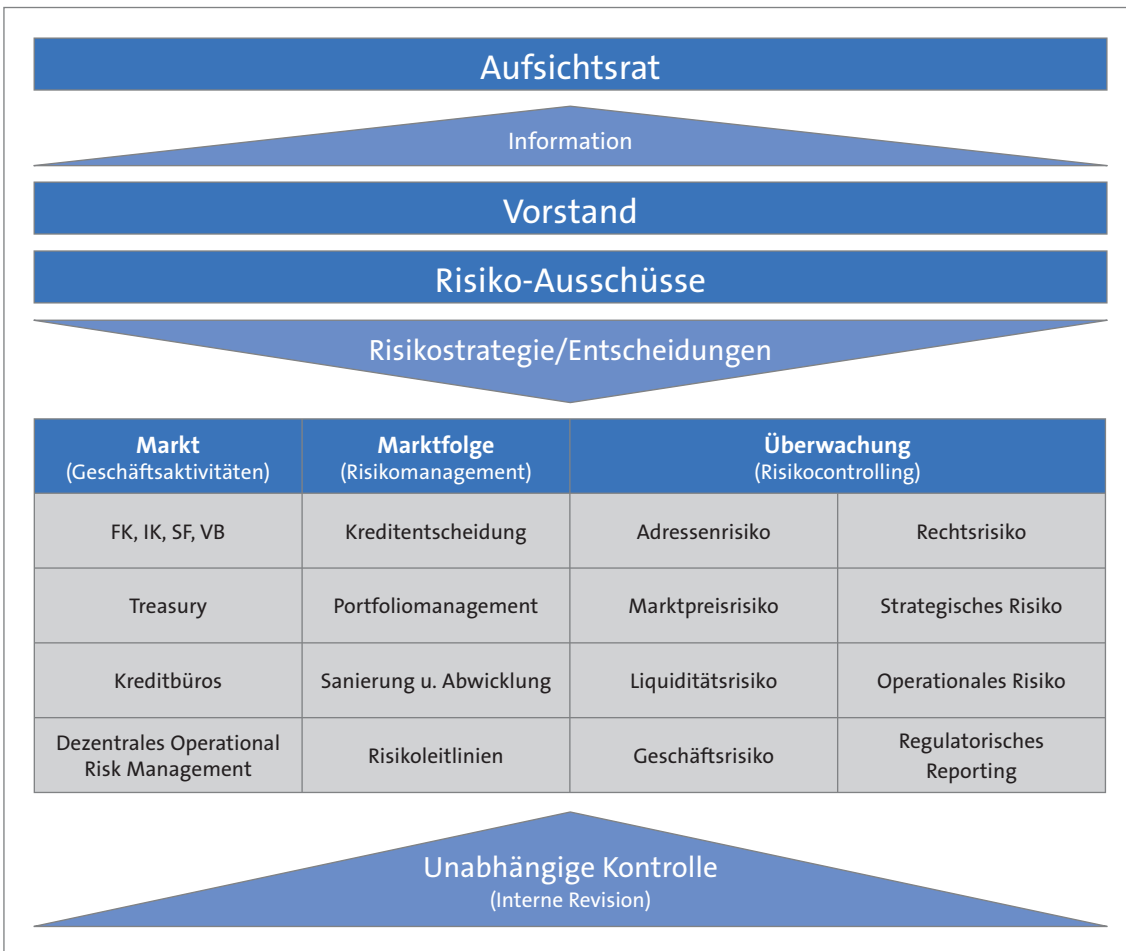 Aufsichtsrat
Information
Vorstand
Risiko-Ausschüsse
Risikostrategie/Entscheidungen
Markt
(Geschäftsaktivitäten)
Marktfolge
(Risikomanagement)
Überwachung
(Risikocontrolling)
FK, IK, SF, VB
Kreditentscheidung
Adressenrisiko
Rechtsrisiko
Treasury
Portfoliomanagement
Marktpreisrisiko
Strategisches Risiko
Kreditbüros
Sanierung u. Abwicklung
Liquiditätsrisiko
Operationales Risiko
Dezentrales Operational
Risk Management
Risikoleitlinien
Geschäftsrisiko
Regulatorisches
Reporting
Unabhängige Kontrolle
(Interne Revision)